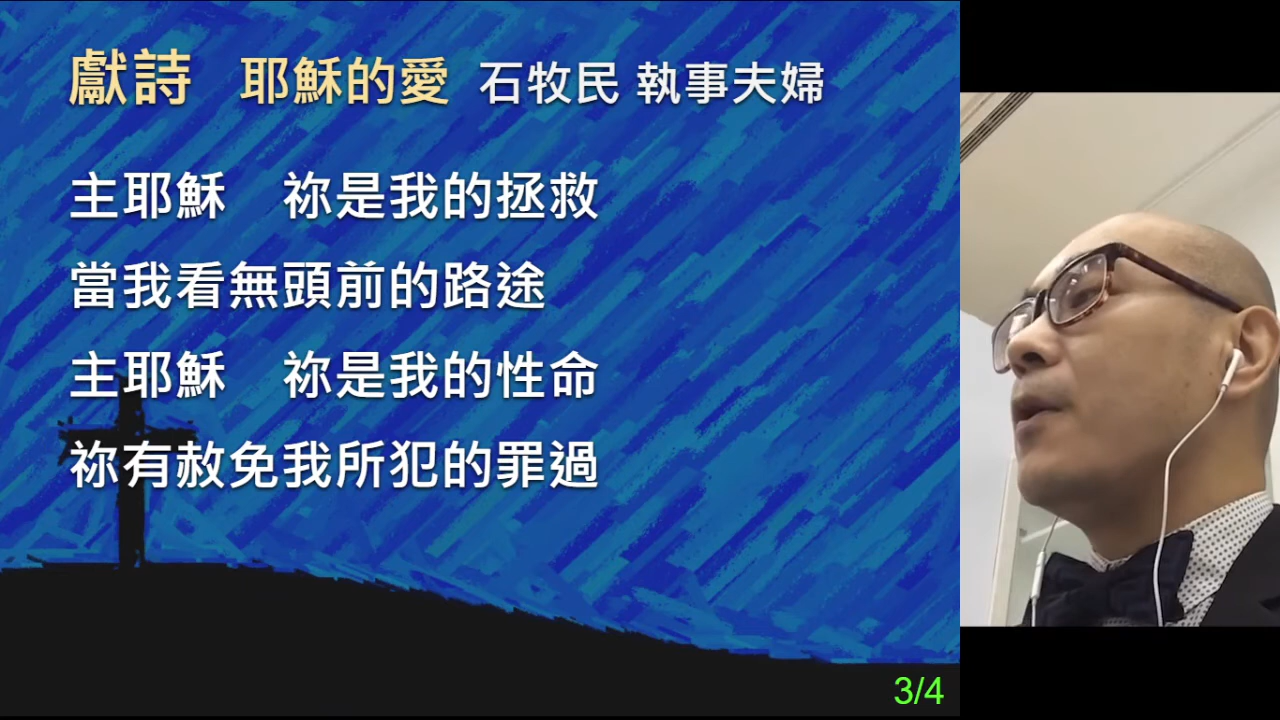 獻詩 耶穌的愛 石牧民 執事夫婦
主耶穌 祢是我的拯救
當我看無頭前的路途
主耶穌 祢是我的性命
祢有赦免我所犯的罪過
3/4